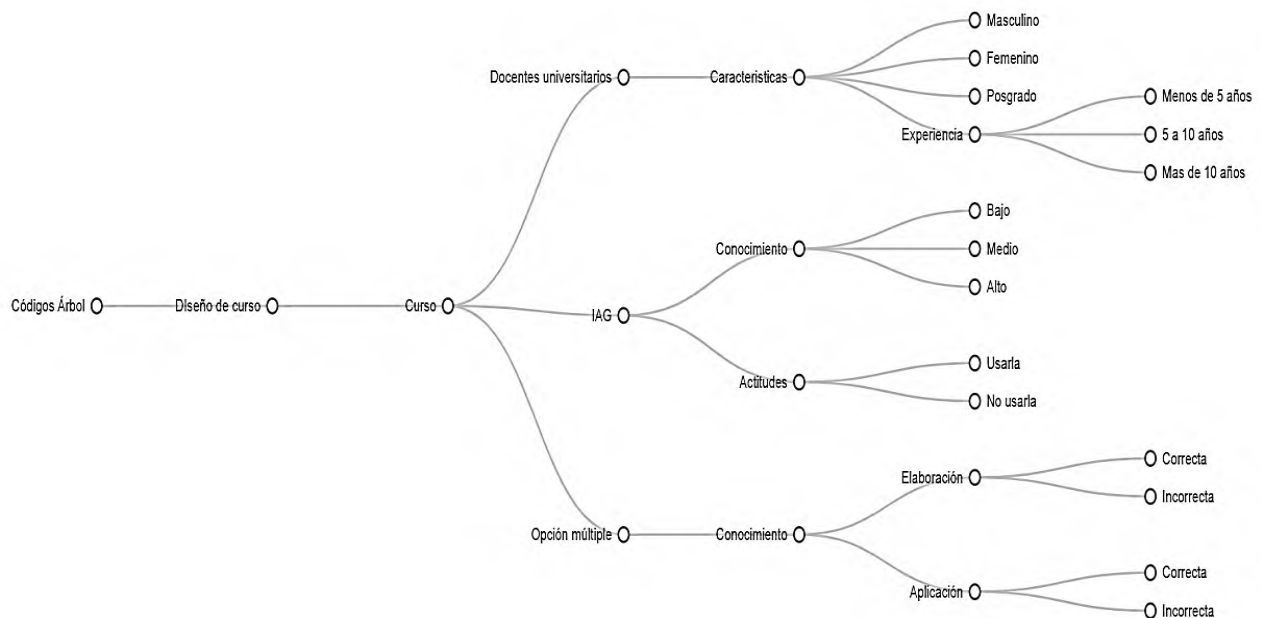 Códigos Árbol
DIseño de curso
Curso
Docentes universitarios
Caracteristicas
Masculino
Femenino
Posgrado
Experiencia
Menos de 5 años
5 a 10 años
Mas de 10 años
IAG
Conocimiento
Bajo
Medio
Alto
Actitudes
Usarla
No usarla
Opción múltiple
Conocimiento
Elaboración
Correcta
Incorrecta
Aplicación
Correcta
Incorrecta